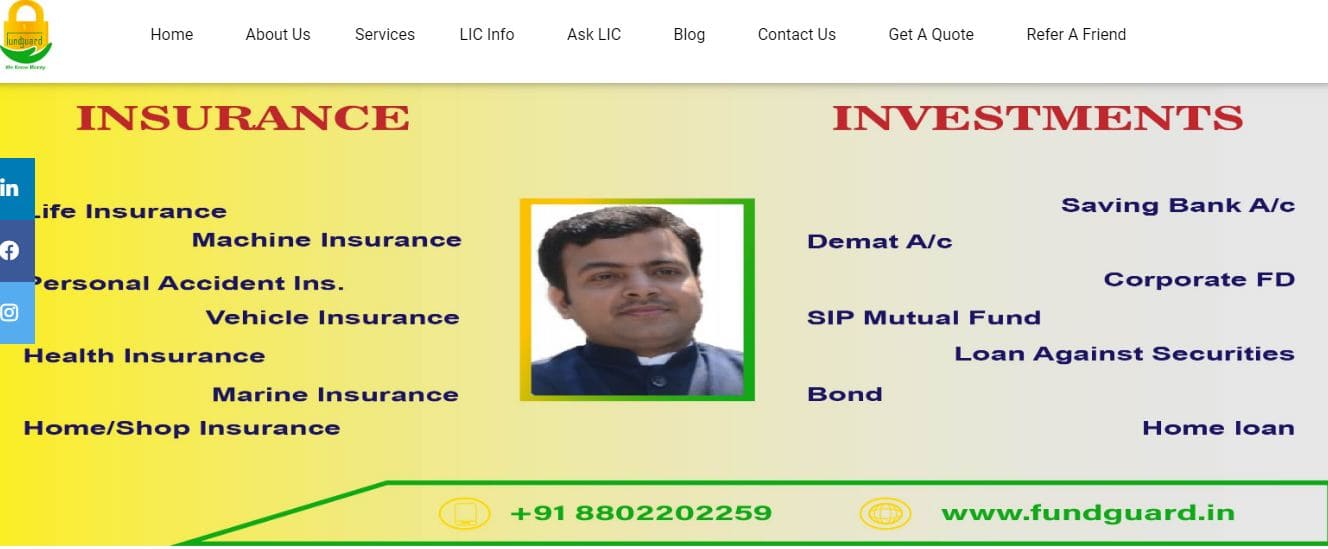 fundguard
We Know Money
Home About Us Services LIC Info Ask LIC Blog Contact Us Get A Quote Refer A Friend
INSURANCE
Life Insurance
Machine Insurance
Personal Accident Ins.
Vehicle Insurance
Health Insurance
Marine Insurance
Home/Shop Insurance
INVESTMENTS
Saving Bank A/c
Demat A/c
Corporate FD
SIP Mutual Fund
Loan Against Securities
Bond
Home loan
in
+91 8802202259
www.fundguard.in